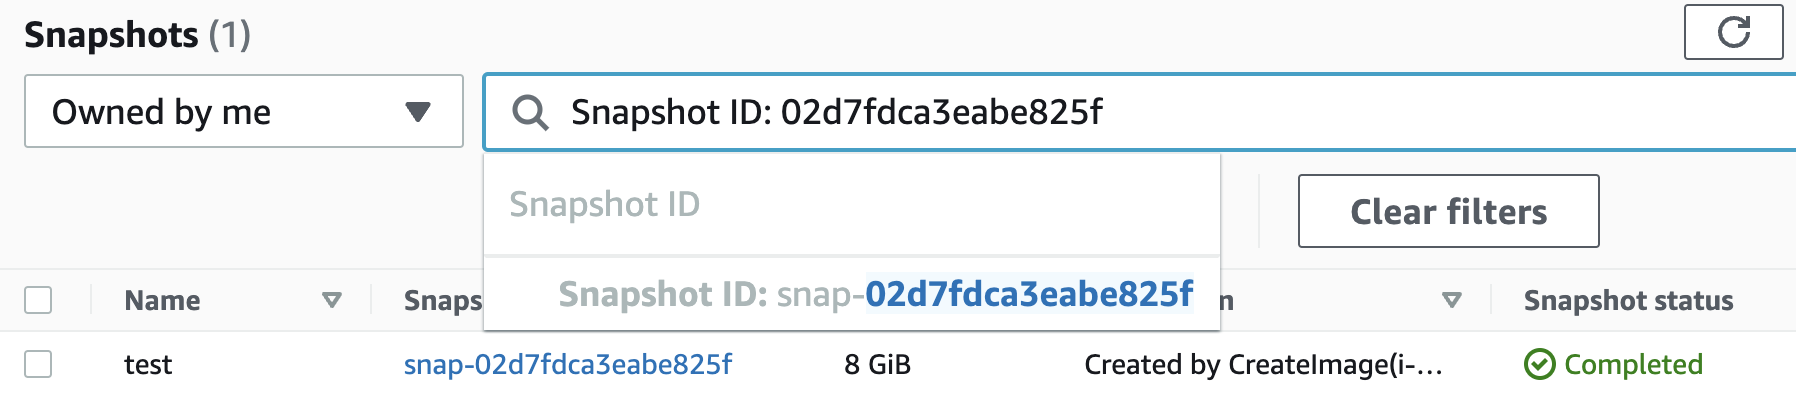 Snapshots (1)
Owned by me
Snapshot ID: 02d7fdca3eabe825f
Snapshot ID
Clear filters
Snapshot ID: snap-02d7fdca3eabe825f
Name Snaps n Snapshot status
test snap-02d7fdca3eabe825f 8 GiB Created by CreateImage(i-... Completed